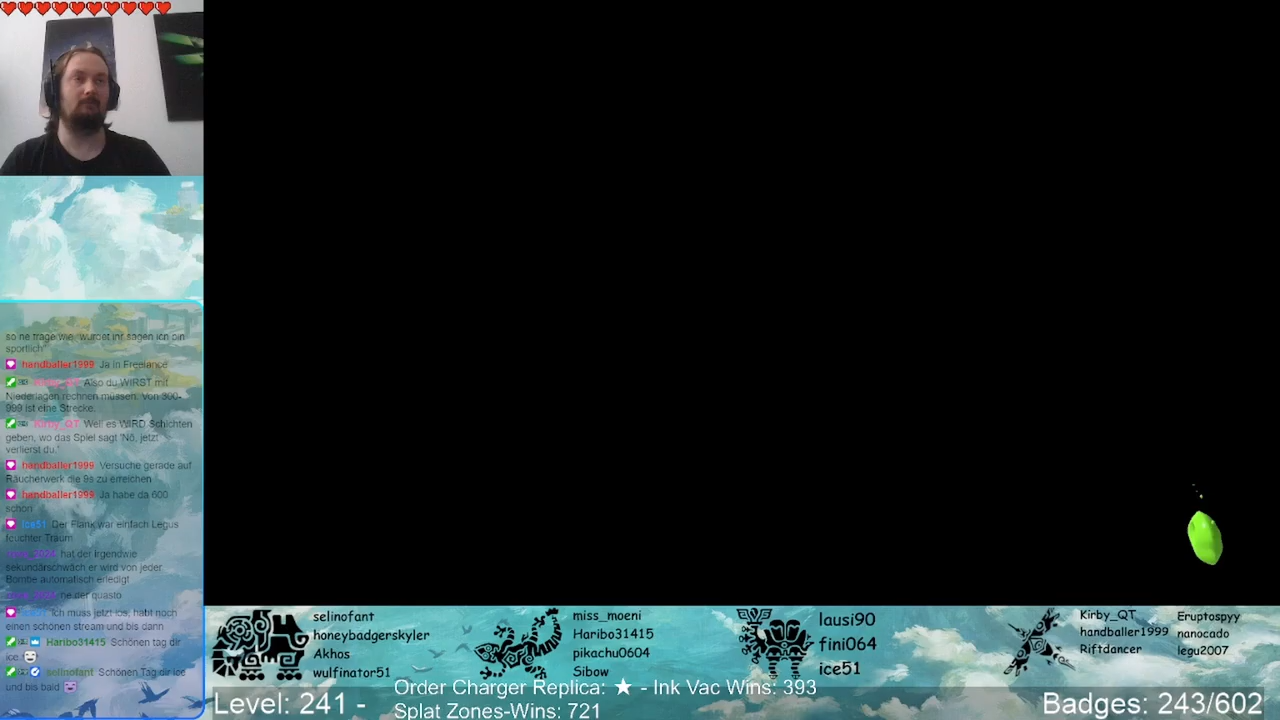 so ne frage wie "würdet ihr sagen ich bin
sportlich"
handballer1999 Ja in Freelance
Kirby_QT Also du WIRST mit
Niederlagen rechnen müssen. Von 300-
999 ist eine Strecke.
Kirby_QT Weil es WIRD Schichten
geben, wo das Spiel sagt 'Nö, jetzt
verlierst du.'
handballer1999 Versuche gerade auf
Räucherwerk die 9s zu erreichen
handballer1999 Ja habe da 600
schon
ice51 Der Flank war einfach Legus
feuchter Traum
hat der irgendwie
sekundärschwäch er wird von jeder
Bombe automatisch erledigt
ne der quasto
Ich muss jetzt los, habt noch
einen schönen stream und bis dann
Haribo31415 Schönen tag dir
ice
selinofant Schönen Tag dir ice
und bis bald
selinofant
honeybadgerskyler
Akhos
wulfinator51
miss_moeni
Haribo31415
pikachu0604
Sibow
lausi90
fini064
ice51
Kirby_QT
handballer1999
Riftdancer
Eruptospyy
nanocado
legu2007
Level: 241 -
Order Charger Replica: ★ - Ink Vac Wins: 393
Splat Zones-Wins: 721
Badges: 243/602